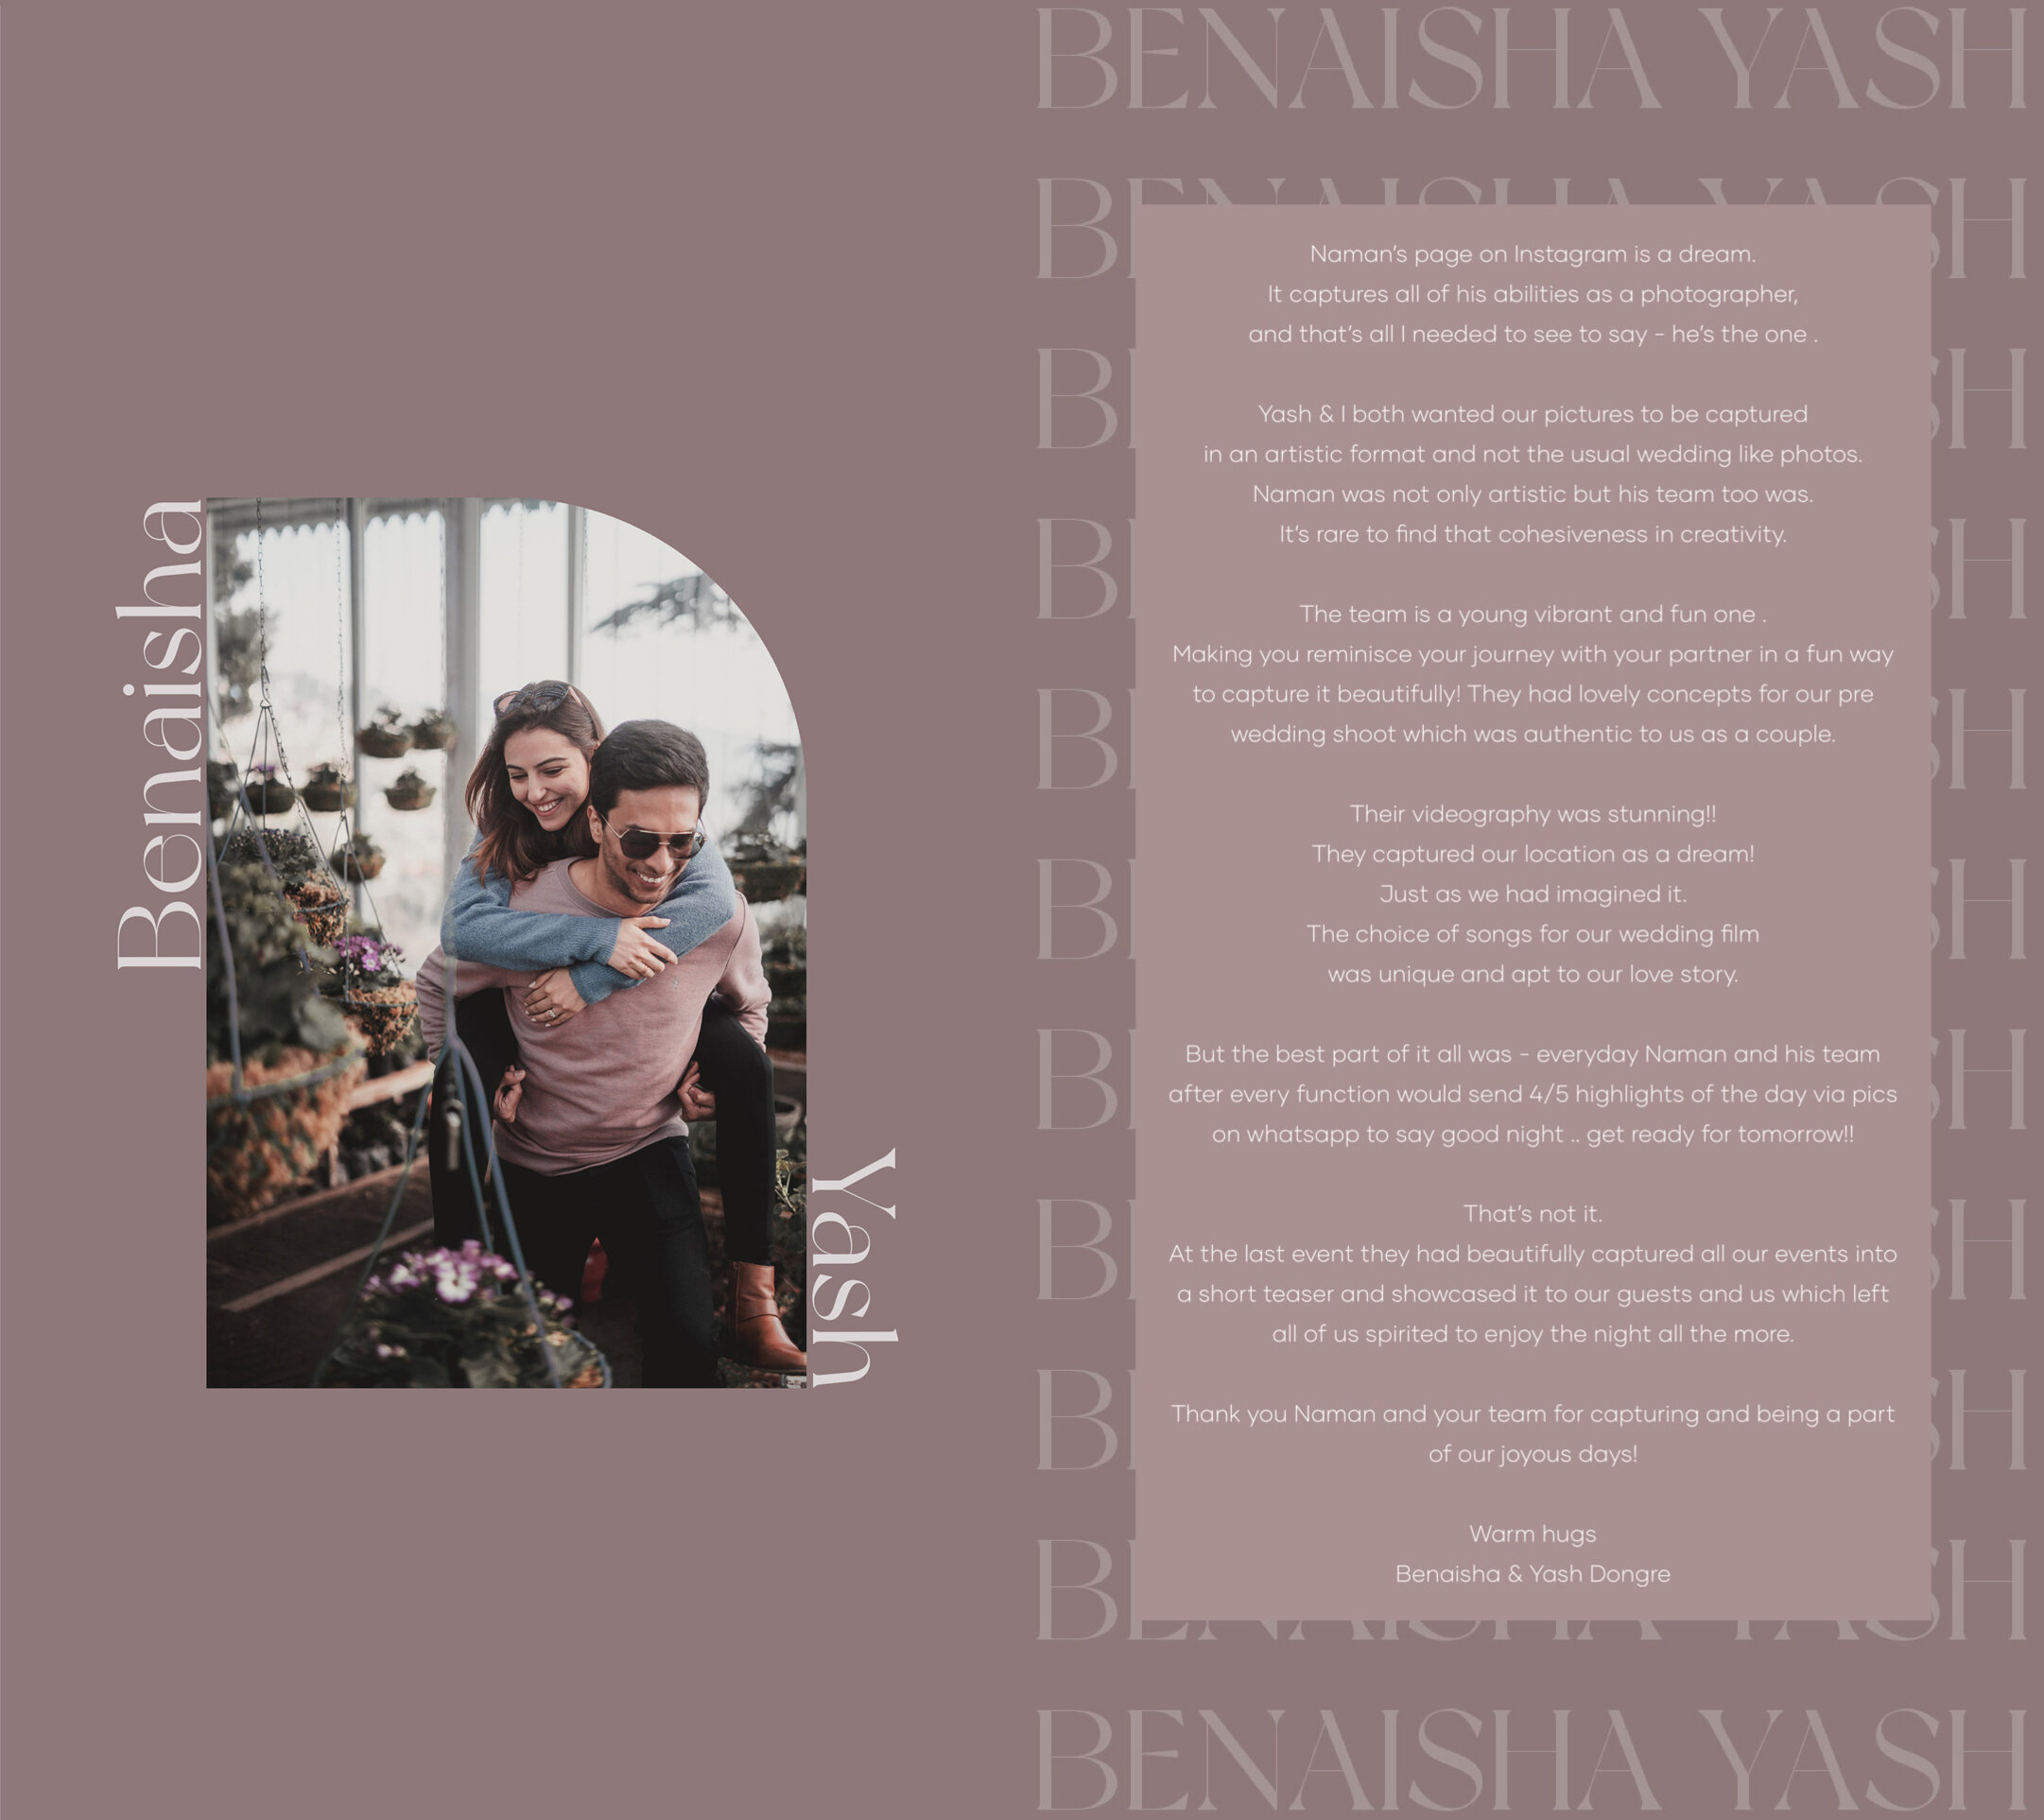 Benaisha
Yash
BENAISHA YASH
Naman's page on Instagram is a dream.
It captures all of his abilities as a photographer,
and that's all I needed to see to say - he's the one .
Yash & I both wanted our pictures to be captured
in an artistic format and not the usual wedding like photos.
Naman was not only artistic but his team too was.
It's rare to find that cohesiveness in creativity.
The team is a young vibrant and fun one .
Making you reminisce your journey with your partner in a fun way
to capture it beautifully! They had lovely concepts for our pre
wedding shoot which was authentic to us as a couple.
Their videography was stunning!!
They captured our location as a dream!
Just as we had imagined it.
The choice of songs for our wedding film
was unique and apt to our love story.
But the best part of it all was - everyday Naman and his team
after every function would send 4/5 highlights of the day via pics
on whatsapp to say good night .. get ready for tomorrow!!
That's not it.
At the last event they had beautifully captured all our events into
a short teaser and showcased it to our guests and us which left
all of us spirited to enjoy the night all the more.
Thank you Naman and your team for capturing and being a part
of our joyous days!
Warm hugs
Benaisha & Yash Dongre
BENAISHA YASH